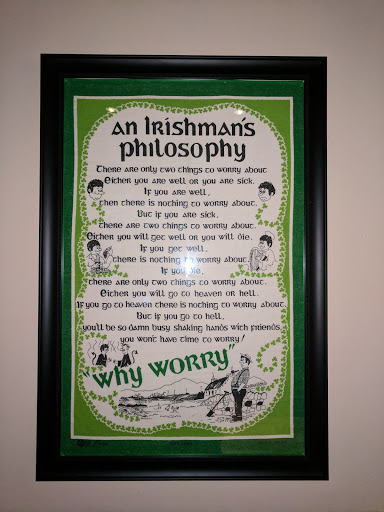 an Irishman's
philosophy
There are only two things to worry about
Either you are well or you are sick.
If you are well,
then there is nothing to worry about.
But if you are sick,
There are two things to worry about.
Either you will get well or you will die.
If you get well,
there is nothing to worry about.
If you die,
there are only two things to worry about.
Either you will go to heaven or hell.
If you go to heaven there is nothing to worry about.
But if you go to hell,
you'll be so damn busy shaking hands with friends,
you wont have time to worry!
"why WORRY"